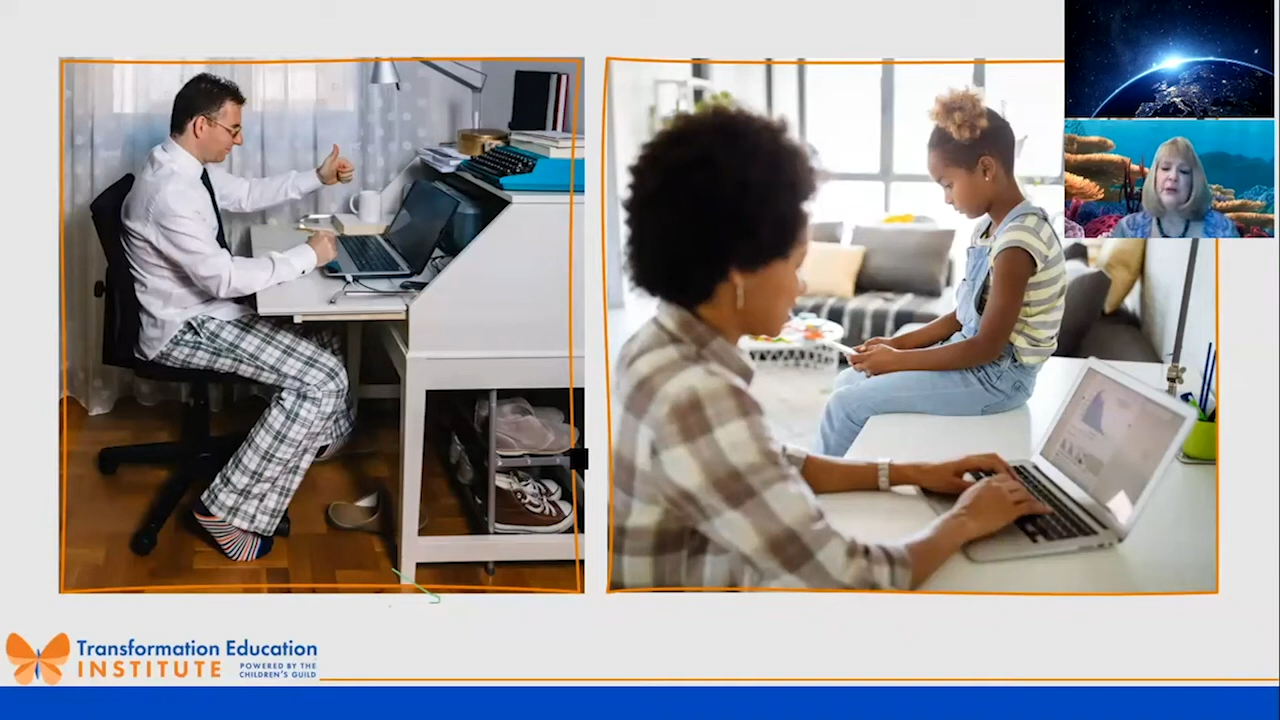 Transformation Education
INSTITUTE
POWERED BY THE
CHILDREN'S GUILD